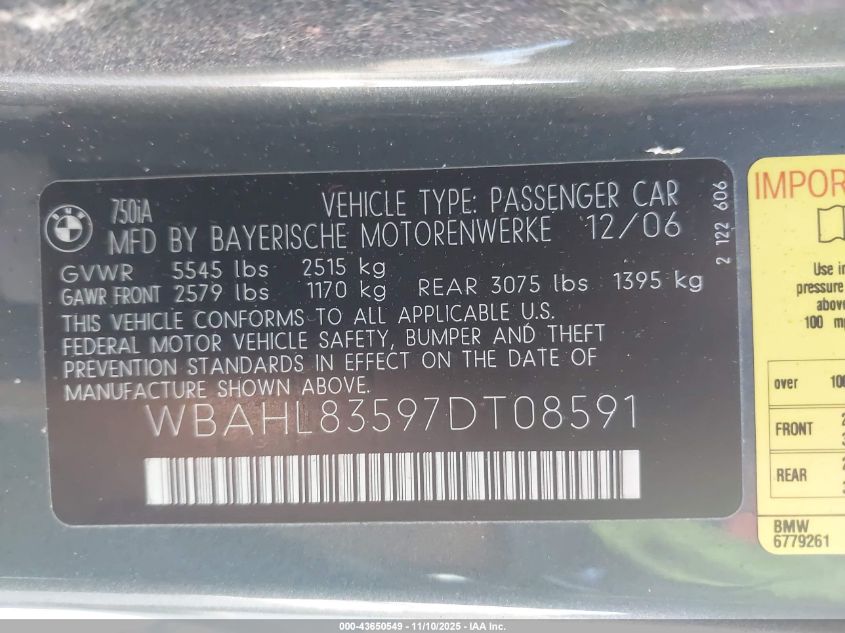 BMW
750iA VEHICLE TYPE: PASSENGER CAR
MFD BY BAYERISCHE MOTORENWERKE 12/06
GVWR 5545 lbs 2515 kg
GAWR FRONT 2579 lbs 1170 kg REAR 3075 lbs 1395 kg
THIS VEHICLE CONFORMS TO ALL APPLICABLE U.S.
FEDERAL MOTOR VEHICLE SAFETY, BUMPER AND THEFT
PREVENTION STANDARDS IN EFFECT ON THE DATE OF
MANUFACTURE SHOWN ABOVE.
WBAHL83597DT08591
2 122 606
IMPOR
Use in
pressure
above
100 mp
over 100
FRONT
REAR
BMW
6779261
000-43650549 - 11/10/2025 - IAA Inc.